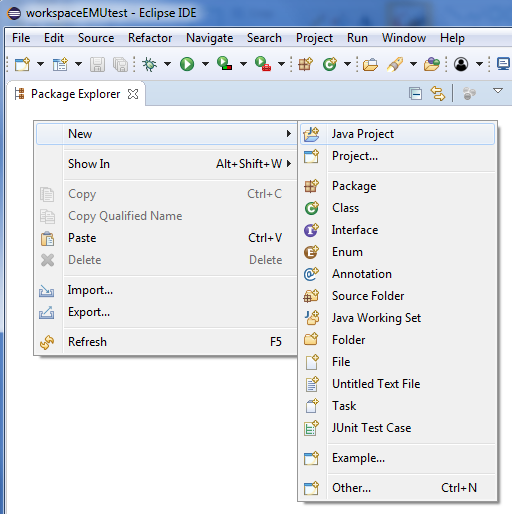 workspaceEMUtest - Eclipse IDE
File Edit Source Refactor Navigate Search Project Run Window Help
Package Explorer
New
Show In Alt+Shift+W
Copy Ctrl+C
Copy Qualified Name
Paste Ctrl+V
Delete Delete
Import...
Export...
Refresh F5
Java Project
Project...
Package
Class
Interface
Enum
Annotation
Source Folder
Java Working Set
Folder
File
Untitled Text File
Task
JUnit Test Case
Example...
Other... Ctrl+N